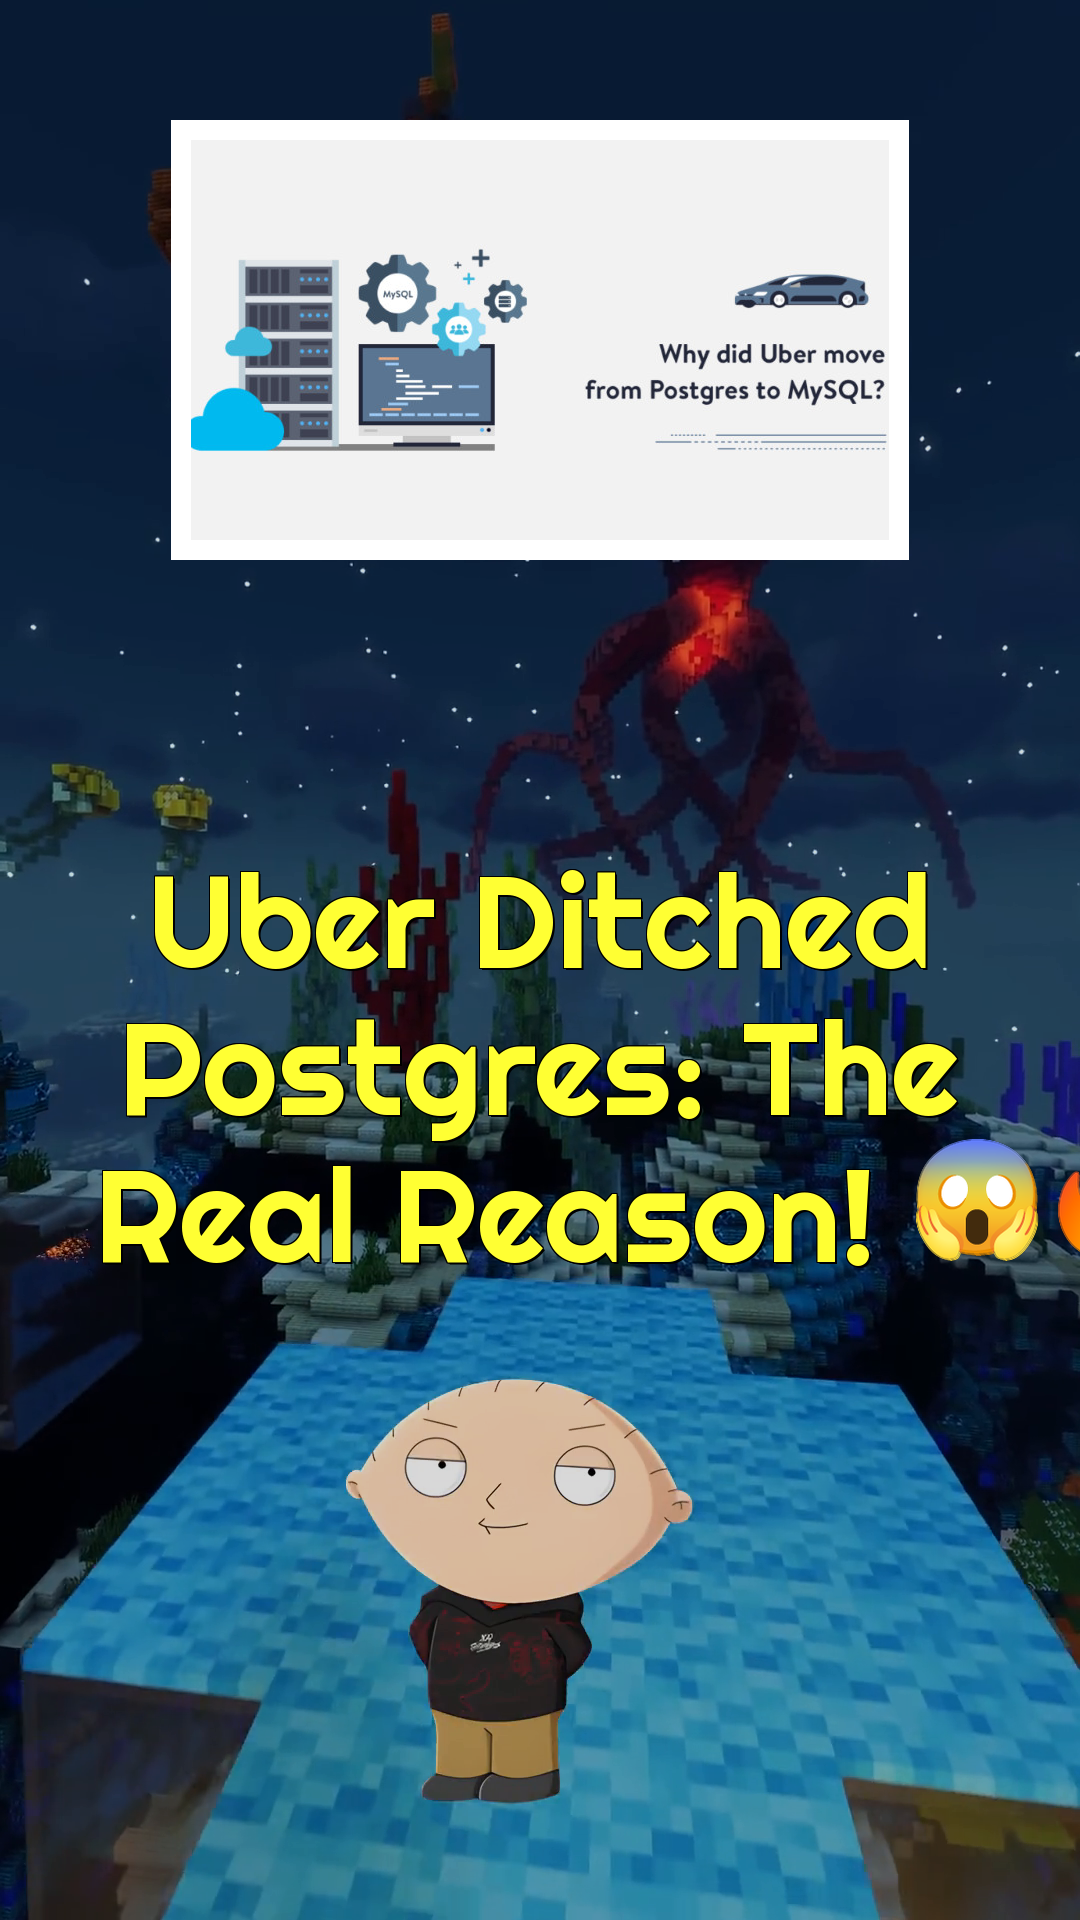 MySQL
Why did Uber move
from Postgres to MySQL?
Uber Ditched
Postgres: The
Real Reason! 😱